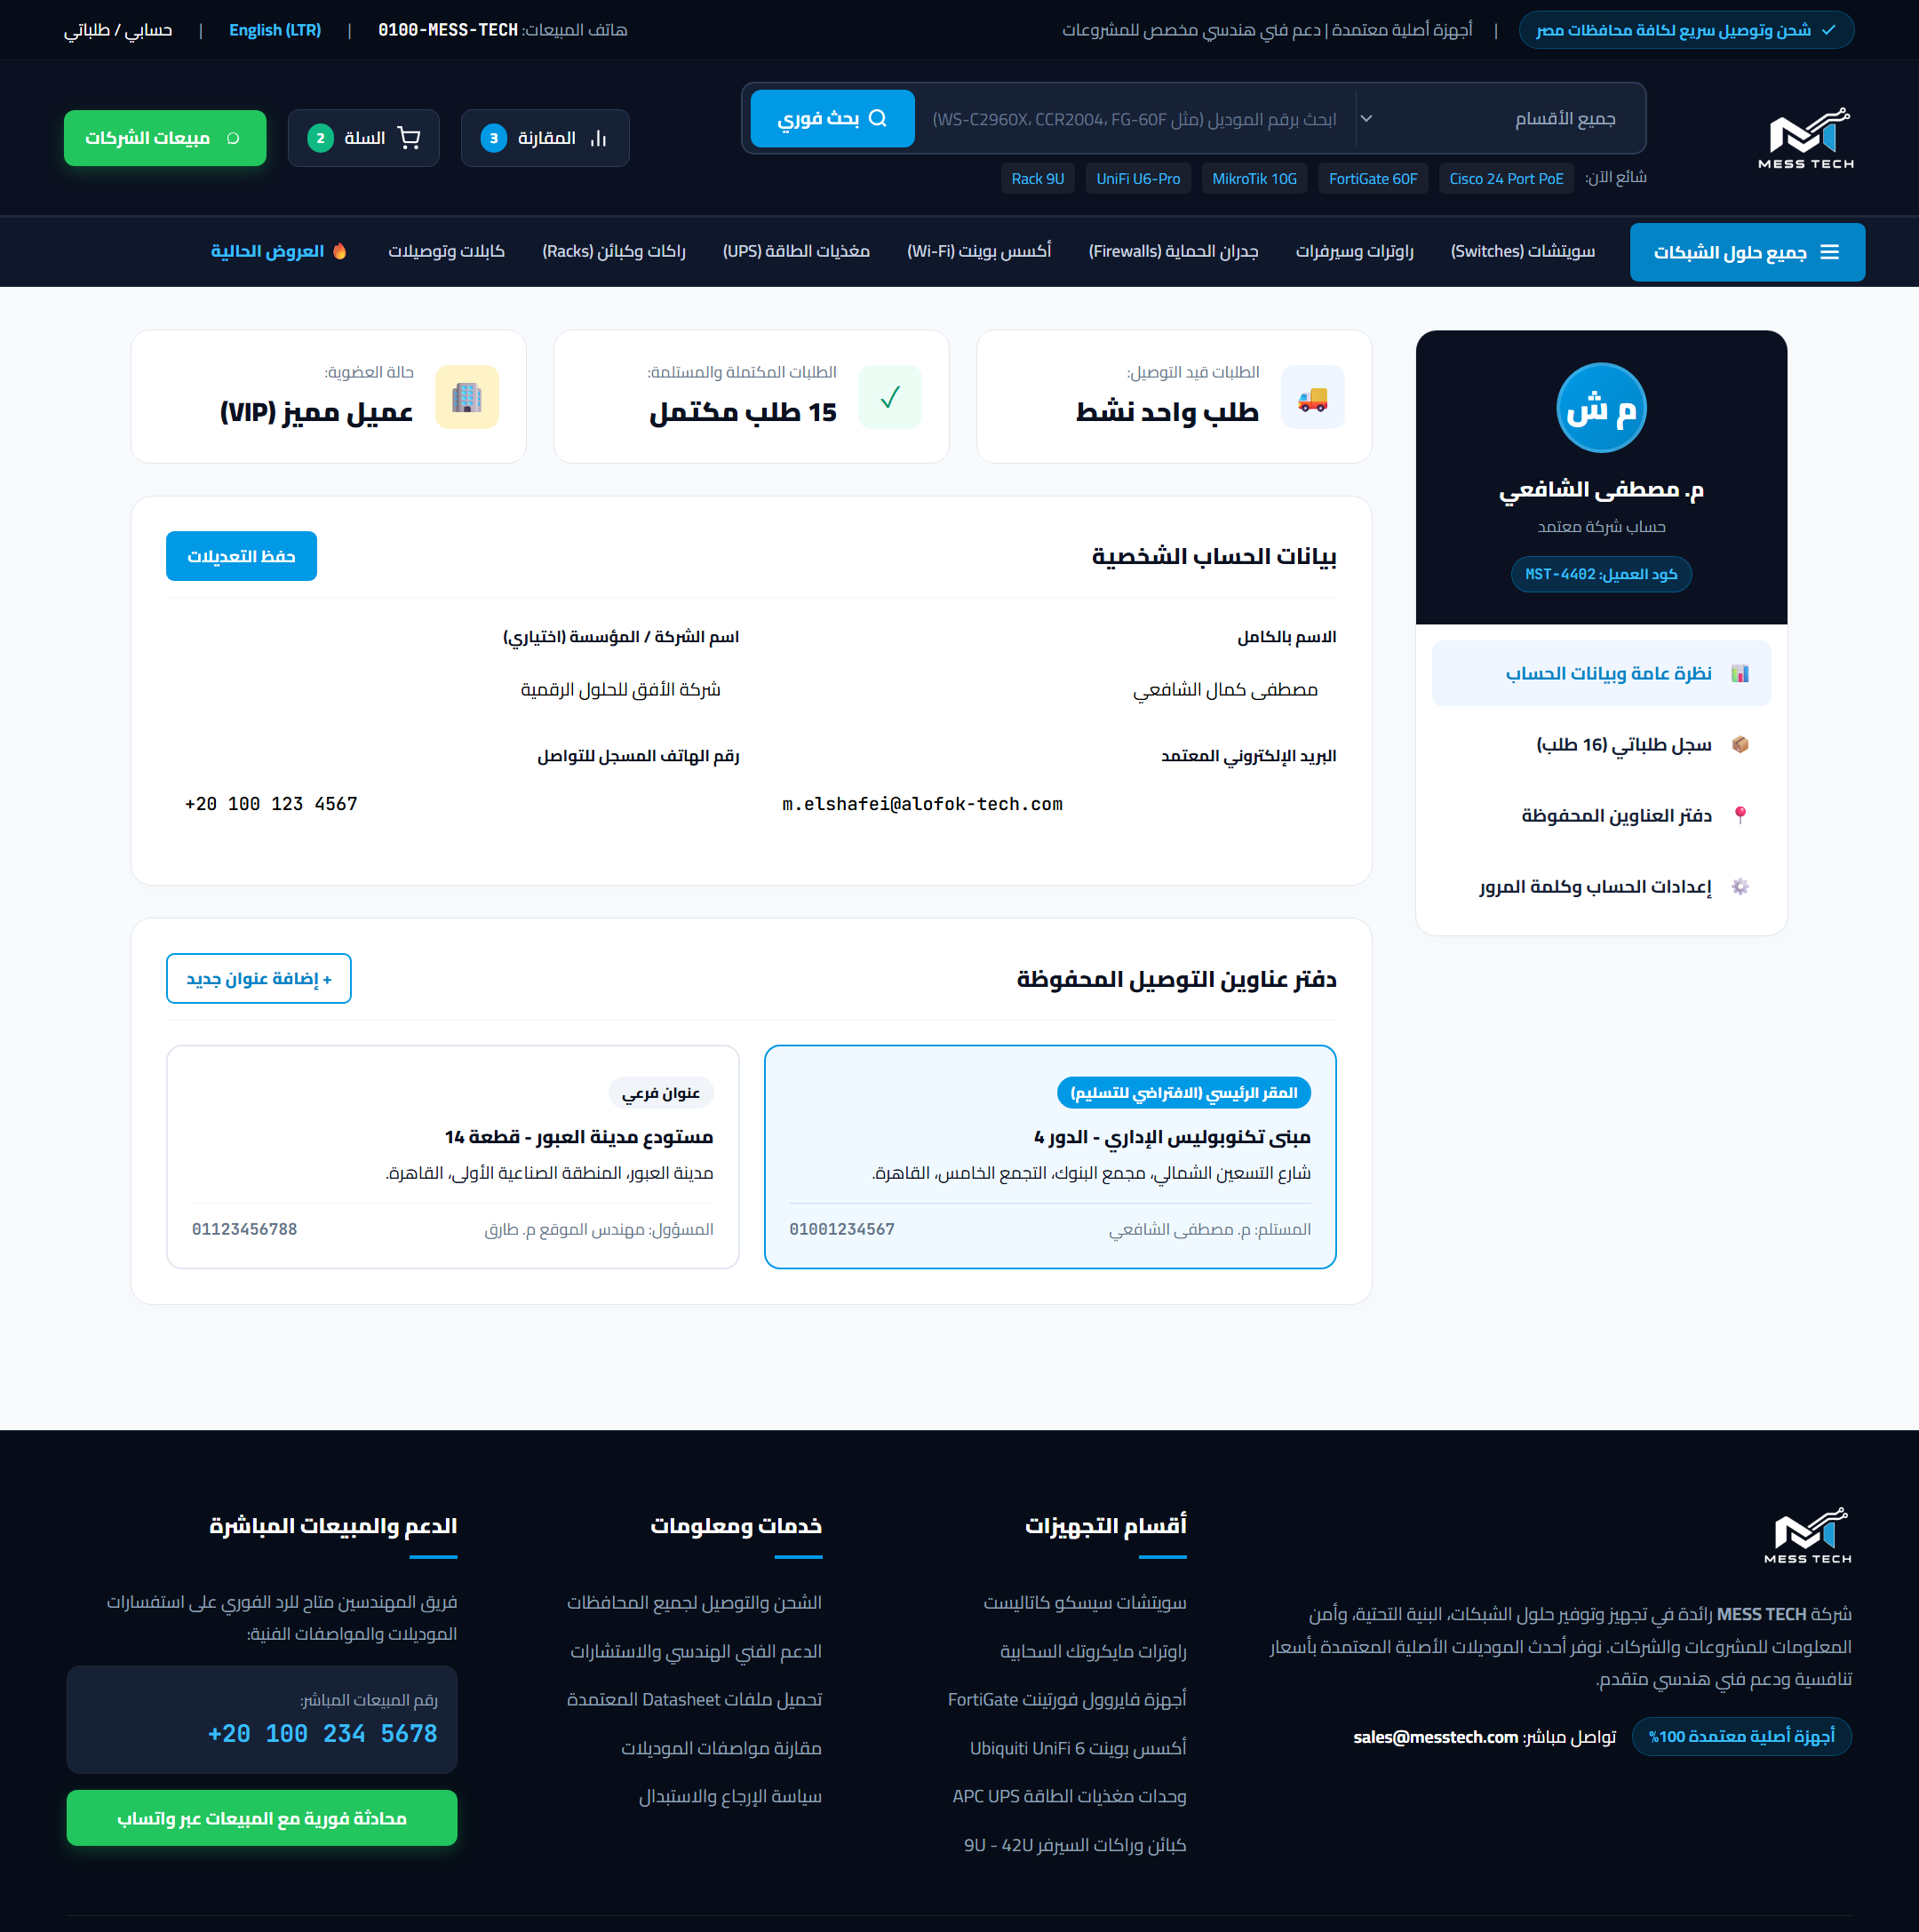 شحن وتوصيل سريع لكافة محافظات مصر
|
أجهزة أصلية معتمدة | دعم فني هندسي مخصص للمشروعات
هاتف المبيعات: 0100-MESS-TECH
|
English (LTR)
|
حسابي / طلباتي
MESS TECH
جميع الأقسام
ابحث برقم الموديل (مثل WS-C2960X، CCR2004، FG-60F)
بحث فوري
شائع الآن:
Cisco 24 Port PoE
FortiGate 60F
MikroTik 10G
UniFi U6-Pro
Rack 9U
المقارنة 3
السلة 2
مبيعات الشركات
جميع حلول الشبكات
سويتشات (Switches)
راوترات وسيرفرات
جدران الحماية (Firewalls)
أكسس بوينت (Wi-Fi)
مغذيات الطاقة (UPS)
راكات وكبائن (Racks)
كابلات وتوصيلات
العروض الحالية
م ش
م. مصطفى الشافعي
حساب شركة معتمد
كود العميل: MST-4402
نظرة عامة وبيانات الحساب
سجل طلباتي (16 طلب)
دفتر العناوين المحفوظة
إعدادات الحساب وكلمة المرور
الطلبات قيد التوصيل:
طلب واحد نشط
الطلبات المكتملة والمستلمة:
15 طلب مكتمل
حالة العضوية:
عميل مميز (VIP)
بيانات الحساب الشخصية
حفظ التعديلات
الاسم بالكامل
مصطفى كمال الشافعي
اسم الشركة / المؤسسة (اختياري)
شركة الأفق للحلول الرقمية
البريد الإلكتروني المعتمد
m.elshafei@alofok-tech.com
رقم الهاتف المسجل للتواصل
+20 100 123 4567
دفتر عناوين التوصيل المحفوظة
+ إضافة عنوان جديد
المقر الرئيسي (الافتراضي للتسليم)
مبنى تكنوبوليس الإداري - الدور 4
شارع التسعين الشمالي، مجمع البنوك، التجمع الخامس، القاهرة.
المستلم: م. مصطفى الشافعي
01001234567
عنوان فرعي
مستودع مدينة العبور - قطعة 14
مدينة العبور، المنطقة الصناعية الأولى، القاهرة.
المسؤول: مهندس الموقع م. طارق
01123456788
MESS TECH
شركة MESS TECH رائدة في تجهيز وتوفير حلول الشبكات، البنية التحتية، وأمن
المعلومات للمشروعات والشركات. نوفر أحدث الموديلات الأصلية المعتمدة بأسعار
تنافسية ودعم فني هندسي متقدم.
أجهزة أصلية معتمدة 100%
تواصل مباشر: sales@messtech.com
أقسام التجهيزات
سويتشات سيسكو كاتاليست
راوترات مايكروتك السحابية
أجهزة فايروول فورتينت FortiGate
أكسس بوينت Ubiquiti UniFi 6
وحدات مغذيات الطاقة APC UPS
كبائن وراكات السيرفر 9U - 42U
خدمات ومعلومات
الشحن والتوصيل لجميع المحافظات
الدعم الفني الهندسي والاستشارات
تحميل ملفات Datasheet المعتمدة
مقارنة مواصفات الموديلات
سياسة الإرجاع والاستبدال
الدعم والمبيعات المباشرة
فريق المهندسين متاح للرد الفوري على استفسارات
الموديلات والمواصفات الفنية:
رقم المبيعات المباشر:
+20 100 234 5678
محادثة فورية مع المبيعات عبر واتساب